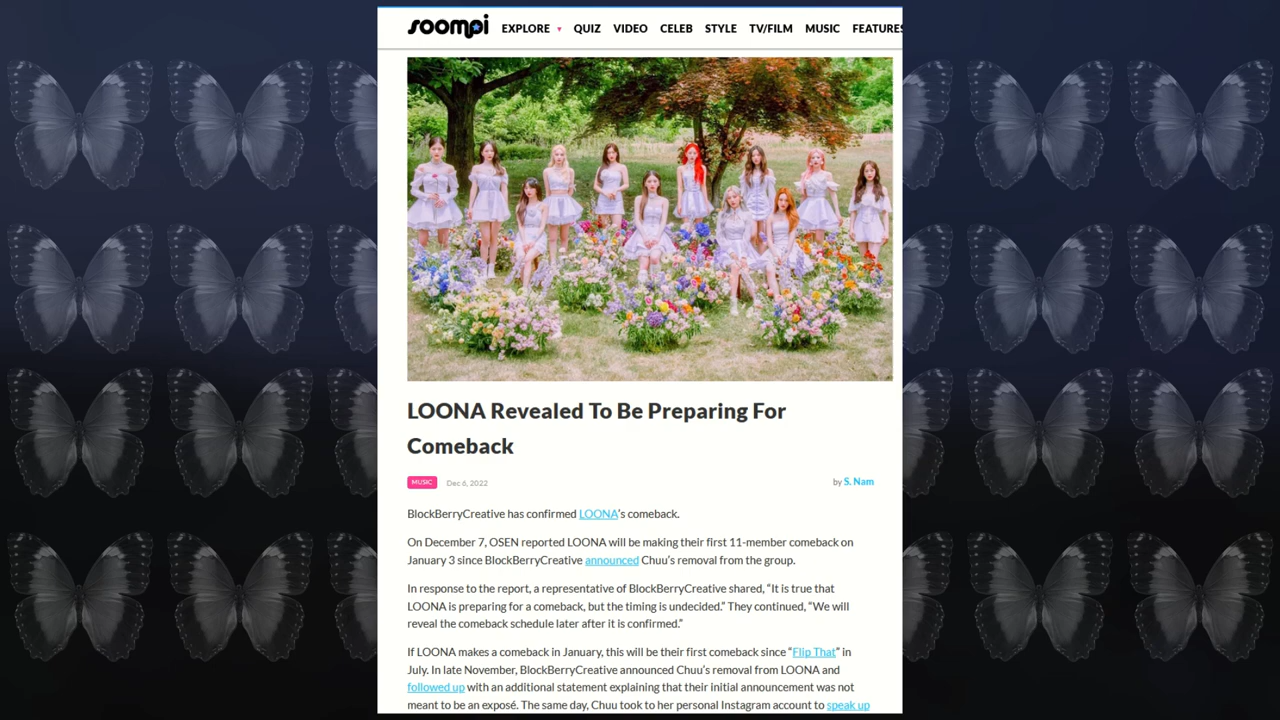 soompi EXPLORE ▾ QUIZ VIDEO CELEB STYLE TV/FILM MUSIC FEATURES
LOONA Revealed To Be Preparing For
Comeback
MUSIC Dec 6, 2022 by S. Nam
BlockBerryCreative has confirmed LOONA’s comeback.
On December 7, OSEN reported LOONA will be making their first 11-member comeback on
January 3 since BlockBerryCreative announced Chuu’s removal from the group.
In response to the report, a representative of BlockBerryCreative shared, “It is true that
LOONA is preparing for a comeback, but the timing is undecided.” They continued, “We will
reveal the comeback schedule later after it is confirmed.”
If LOONA makes a comeback in January, this will be their first comeback since “Flip That” in
July. In late November, BlockBerryCreative announced Chuu’s removal from LOONA and
followed up with an additional statement explaining that their initial announcement was not
meant to be an exposé. The same day, Chuu took to her personal Instagram account to speak up